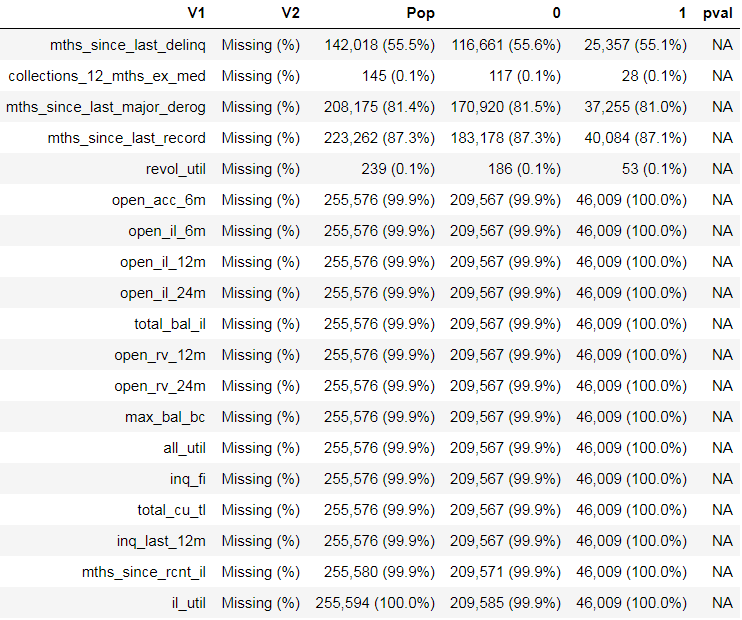 V1 V2 Pop 0 1 pval
mths_since_last_delinq Missing (%) 142,018 (55.5%) 116,661 (55.6%) 25,357 (55.1%) NA
collections_12_mths_ex_med Missing (%) 145 (0.1%) 117 (0.1%) 28 (0.1%) NA
mths_since_last_major_derog Missing (%) 208,175 (81.4%) 170,920 (81.5%) 37,255 (81.0%) NA
mths_since_last_record Missing (%) 223,262 (87.3%) 183,178 (87.3%) 40,084 (87.1%) NA
revol_util Missing (%) 239 (0.1%) 186 (0.1%) 53 (0.1%) NA
open_acc_6m Missing (%) 255,576 (99.9%) 209,567 (99.9%) 46,009 (100.0%) NA
open_il_6m Missing (%) 255,576 (99.9%) 209,567 (99.9%) 46,009 (100.0%) NA
open_il_12m Missing (%) 255,576 (99.9%) 209,567 (99.9%) 46,009 (100.0%) NA
open_il_24m Missing (%) 255,576 (99.9%) 209,567 (99.9%) 46,009 (100.0%) NA
total_bal_il Missing (%) 255,576 (99.9%) 209,567 (99.9%) 46,009 (100.0%) NA
open_rv_12m Missing (%) 255,576 (99.9%) 209,567 (99.9%) 46,009 (100.0%) NA
open_rv_24m Missing (%) 255,576 (99.9%) 209,567 (99.9%) 46,009 (100.0%) NA
max_bal_bc Missing (%) 255,576 (99.9%) 209,567 (99.9%) 46,009 (100.0%) NA
all_util Missing (%) 255,576 (99.9%) 209,567 (99.9%) 46,009 (100.0%) NA
inq_fi Missing (%) 255,576 (99.9%) 209,567 (99.9%) 46,009 (100.0%) NA
total_cu_tl Missing (%) 255,576 (99.9%) 209,567 (99.9%) 46,009 (100.0%) NA
inq_last_12m Missing (%) 255,576 (99.9%) 209,567 (99.9%) 46,009 (100.0%) NA
mths_since_rcnt_il Missing (%) 255,580 (99.9%) 209,571 (99.9%) 46,009 (100.0%) NA
il_util Missing (%) 255,594 (100.0%) 209,585 (99.9%) 46,009 (100.0%) NA